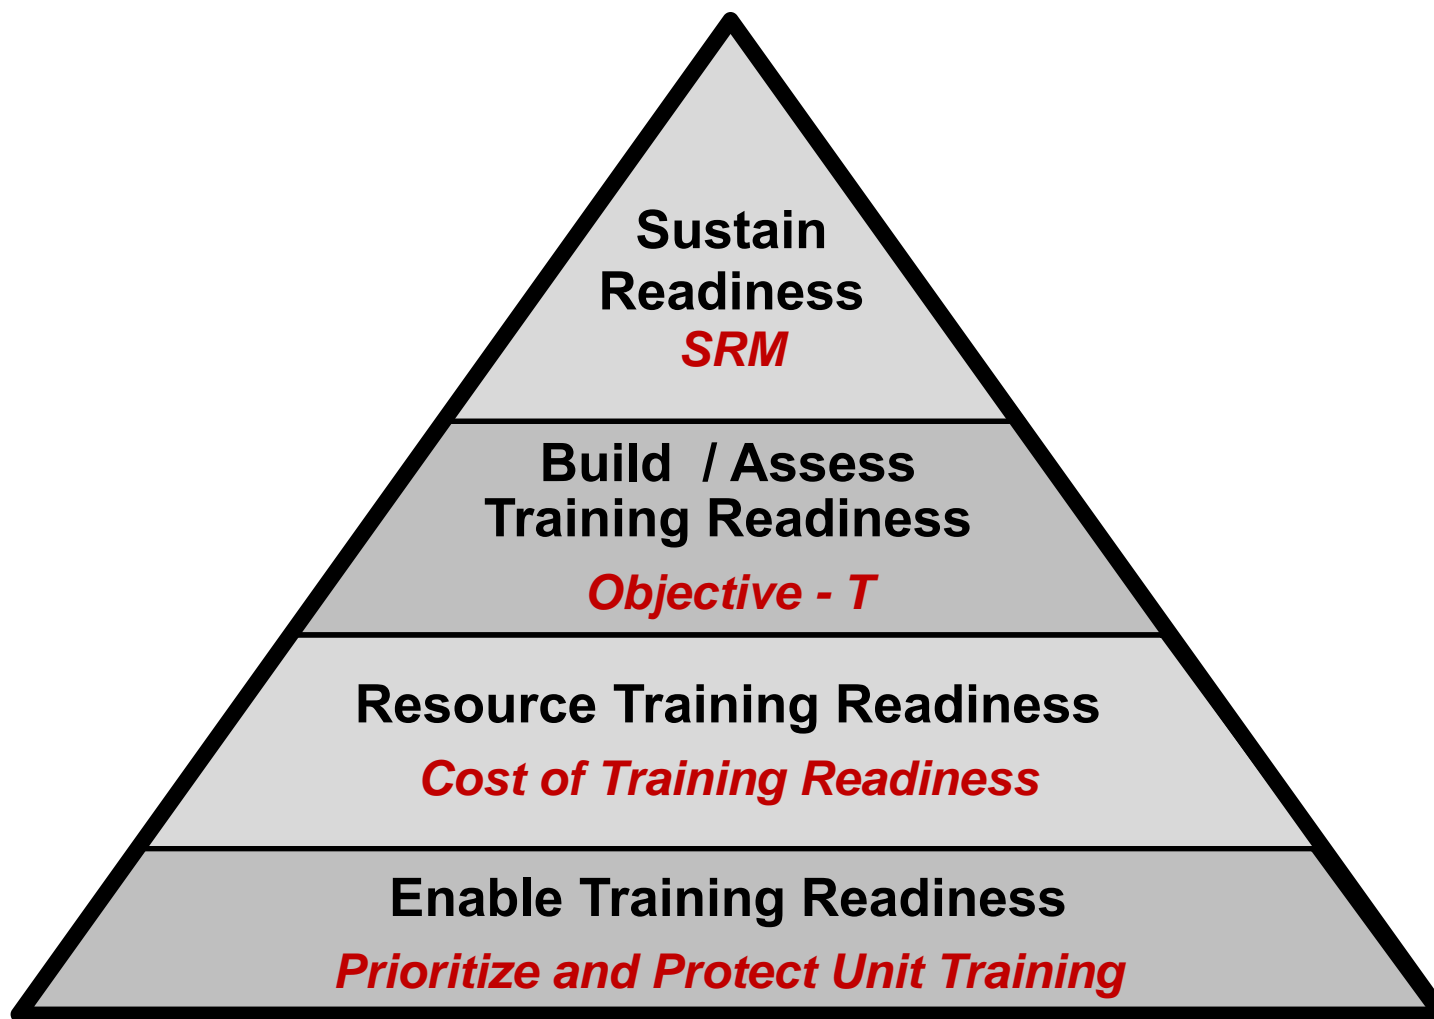 Sustain
Readiness
SRM
Build / Assess
Training Readiness
Objective - T
Resource Training Readiness
Cost of Training Readiness
Enable Training Readiness
Prioritize and Protect Unit Training